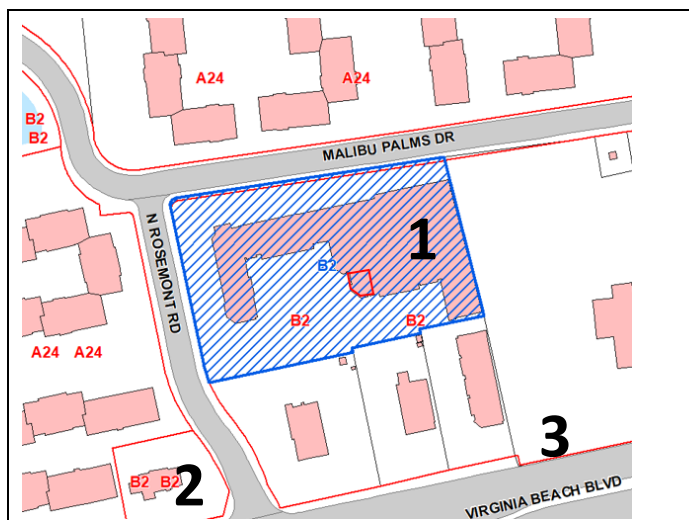 A24
A24
B2
B2
MALIBU PALMS DR
N ROSEMONT RD
1
B2
B2
B2
A24 A24
3
B2 B2
2
VIRGINIA BEACH BLVD